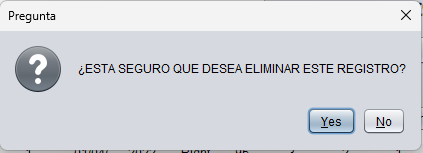 Pregunta
¿ESTA SEGURO QUE DESEA ELIMINAR ESTE REGISTRO?
Yes
No